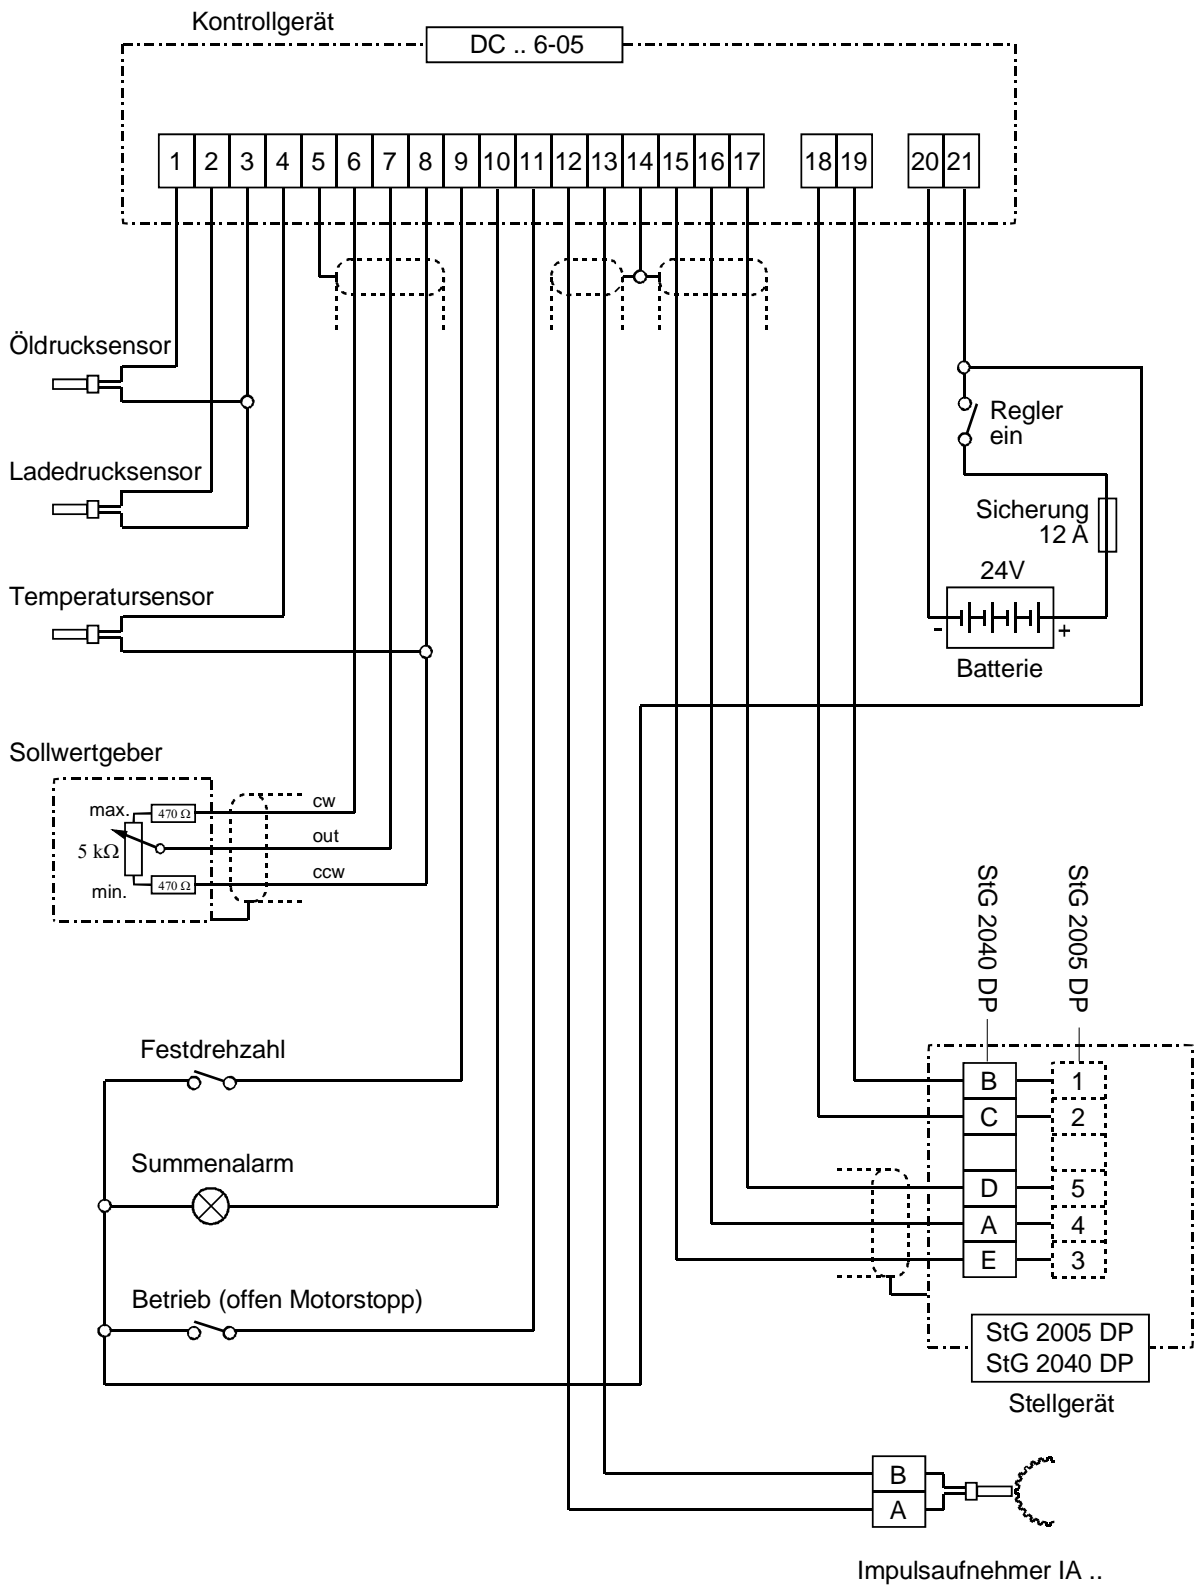 Kontrollgerät
DC .. 6-05
1 2 3 4 5 6 7 8 9 10 11 12 13 14 15 16 17 18 19 20 21
Öldrucksensor
Regler
ein
Ladedrucksensor
Sicherung
12 A
24V
Temperatursensor
- +
Batterie
Sollwertgeber
max. 470 Ω cw
5 kΩ out
min. 470 Ω ccw
StG 2040 DP
StG 2005 DP
Festdrehzahl
B 1
C 2
Summenalarm
D 5
A 4
E 3
Betrieb (offen Motorstopp)
StG 2005 DP
StG 2040 DP
Stellgerät
B
A
Impulsaufnehmer IA ..